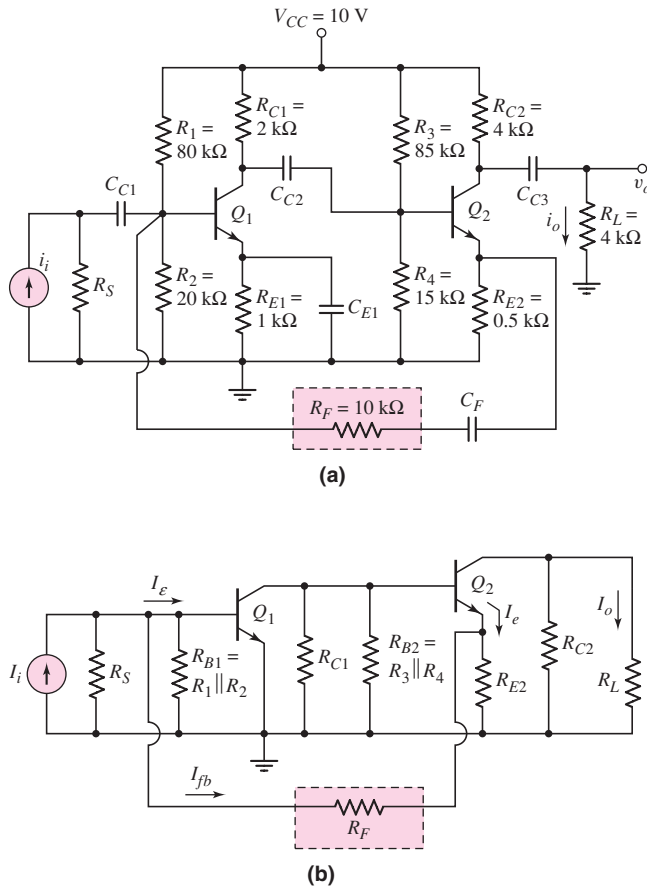 V_CC = 10 V
R_1 =
80 kΩ
R_C1 =
2 kΩ
R_3 =
85 kΩ
R_C2 =
4 kΩ
C_C1
C_C2
C_C3
v_o
Q_1
Q_2
i_i
R_S
R_2 =
20 kΩ
R_E1 =
1 kΩ
C_E1
R_4 =
15 kΩ
R_E2 =
0.5 kΩ
i_o
R_L =
4 kΩ
R_F = 10 kΩ
C_F
(a)
I_ε
Q_1
Q_2
I_e
I_o
I_i
R_S
R_B1 =
R_1||R_2
R_C1
R_B2 =
R_3||R_4
R_E2
R_C2
R_L
I_fb
R_F
(b)